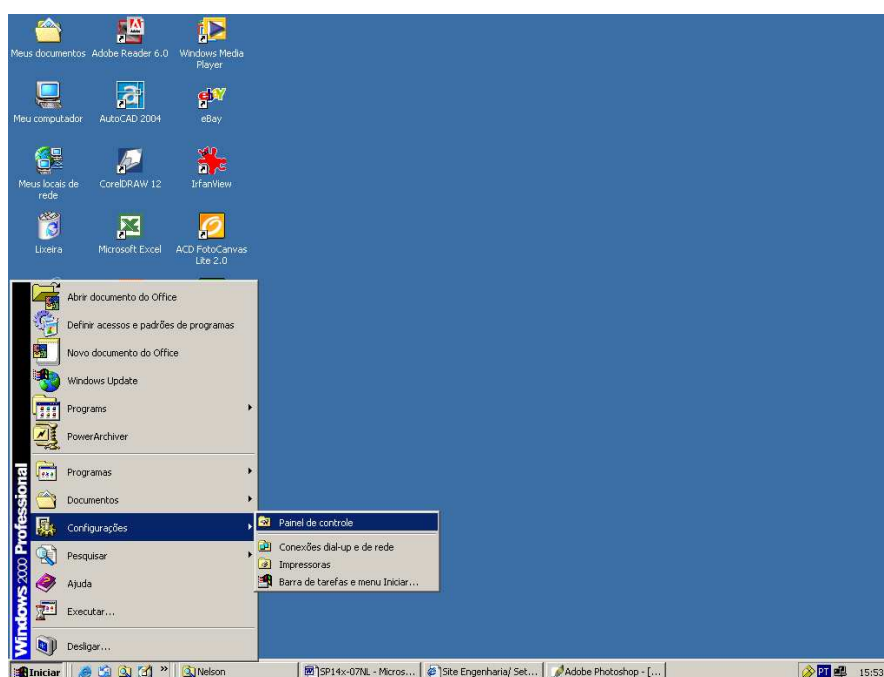 Meus documentos
Adobe Reader 6.0
Windows Media
Player
Meu computador
AutoCAD 2004
eBay
Meus locais de
rede
CorelDRAW 12
IrfanView
Lixeira
Microsoft Excel
ACD FotoCanvas
Lite 2.0
Windows 2000 Professional
Abrir documento do Office
Definir acessos e padrões de programas
Novo documento do Office
Windows Update
Programs
PowerArchiver
Programas
Documentos
Configurações
Pesquisar
Ajuda
Executar...
Desligar...
Painel de controle
Conexões dial-up e de rede
Impressoras
Barra de tarefas e menu Iniciar...
Iniciar
»
Nelson
SP14x-07NL - Micros...
Site Engenharia/ Set...
Adobe Photoshop - [...
PT
15:53